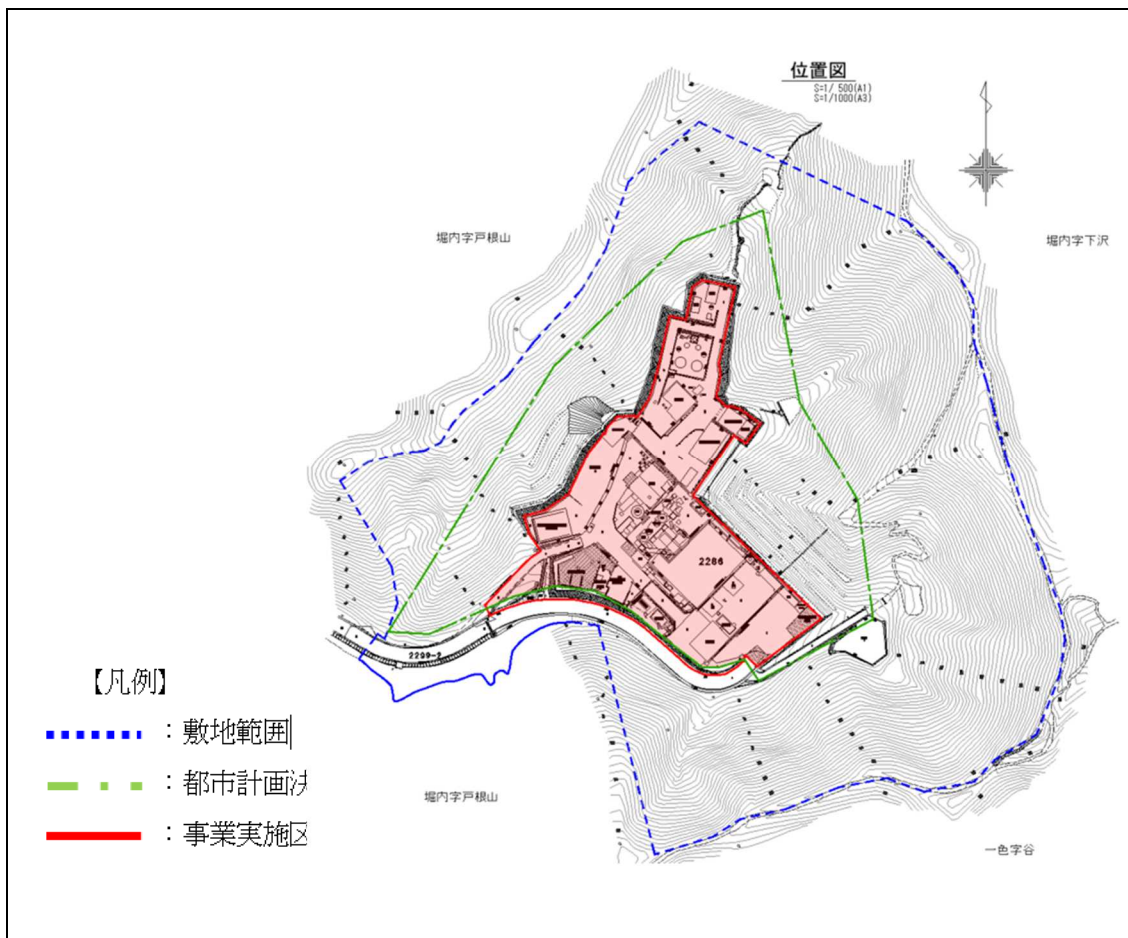 位置図
S=1/ 500(A1)
S=1/1000(A3)
堀内字戸根山
堀内字下沢
2286
2299-2
【凡例】
：敷地範囲
：都市計画決
：事業実施区
堀内字戸根山
一色字谷